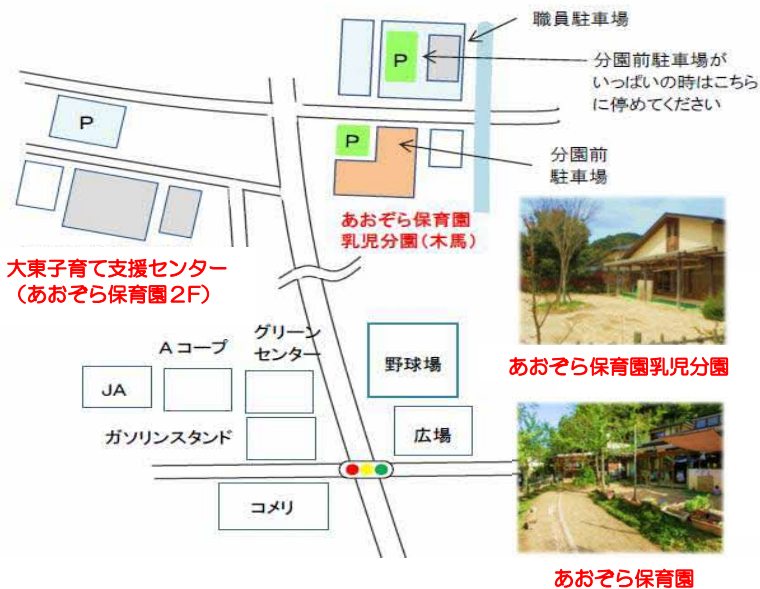 職員駐車場
P
分園前駐車場が
いっぱいの時はこちら
に停めてください
P
P
分園前
駐車場
あおぞら保育園
乳児分園（木馬）
大東子育て支援センター
（あおぞら保育園２F）
グリーン
センター
Aコープ
野球場
あおぞら保育園乳児分園
JA
ガソリンスタンド
広場
コメリ
あおぞら保育園